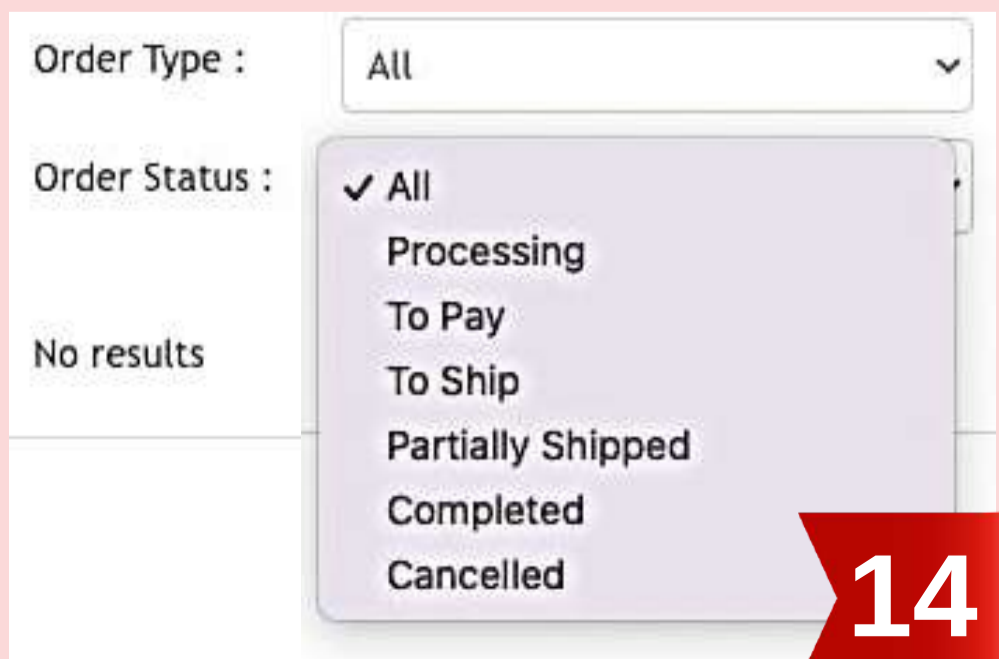 Order Type :
All
Order Status :
✓ All
Processing
To Pay
To Ship
Partially Shipped
Completed
Cancelled
No results
14